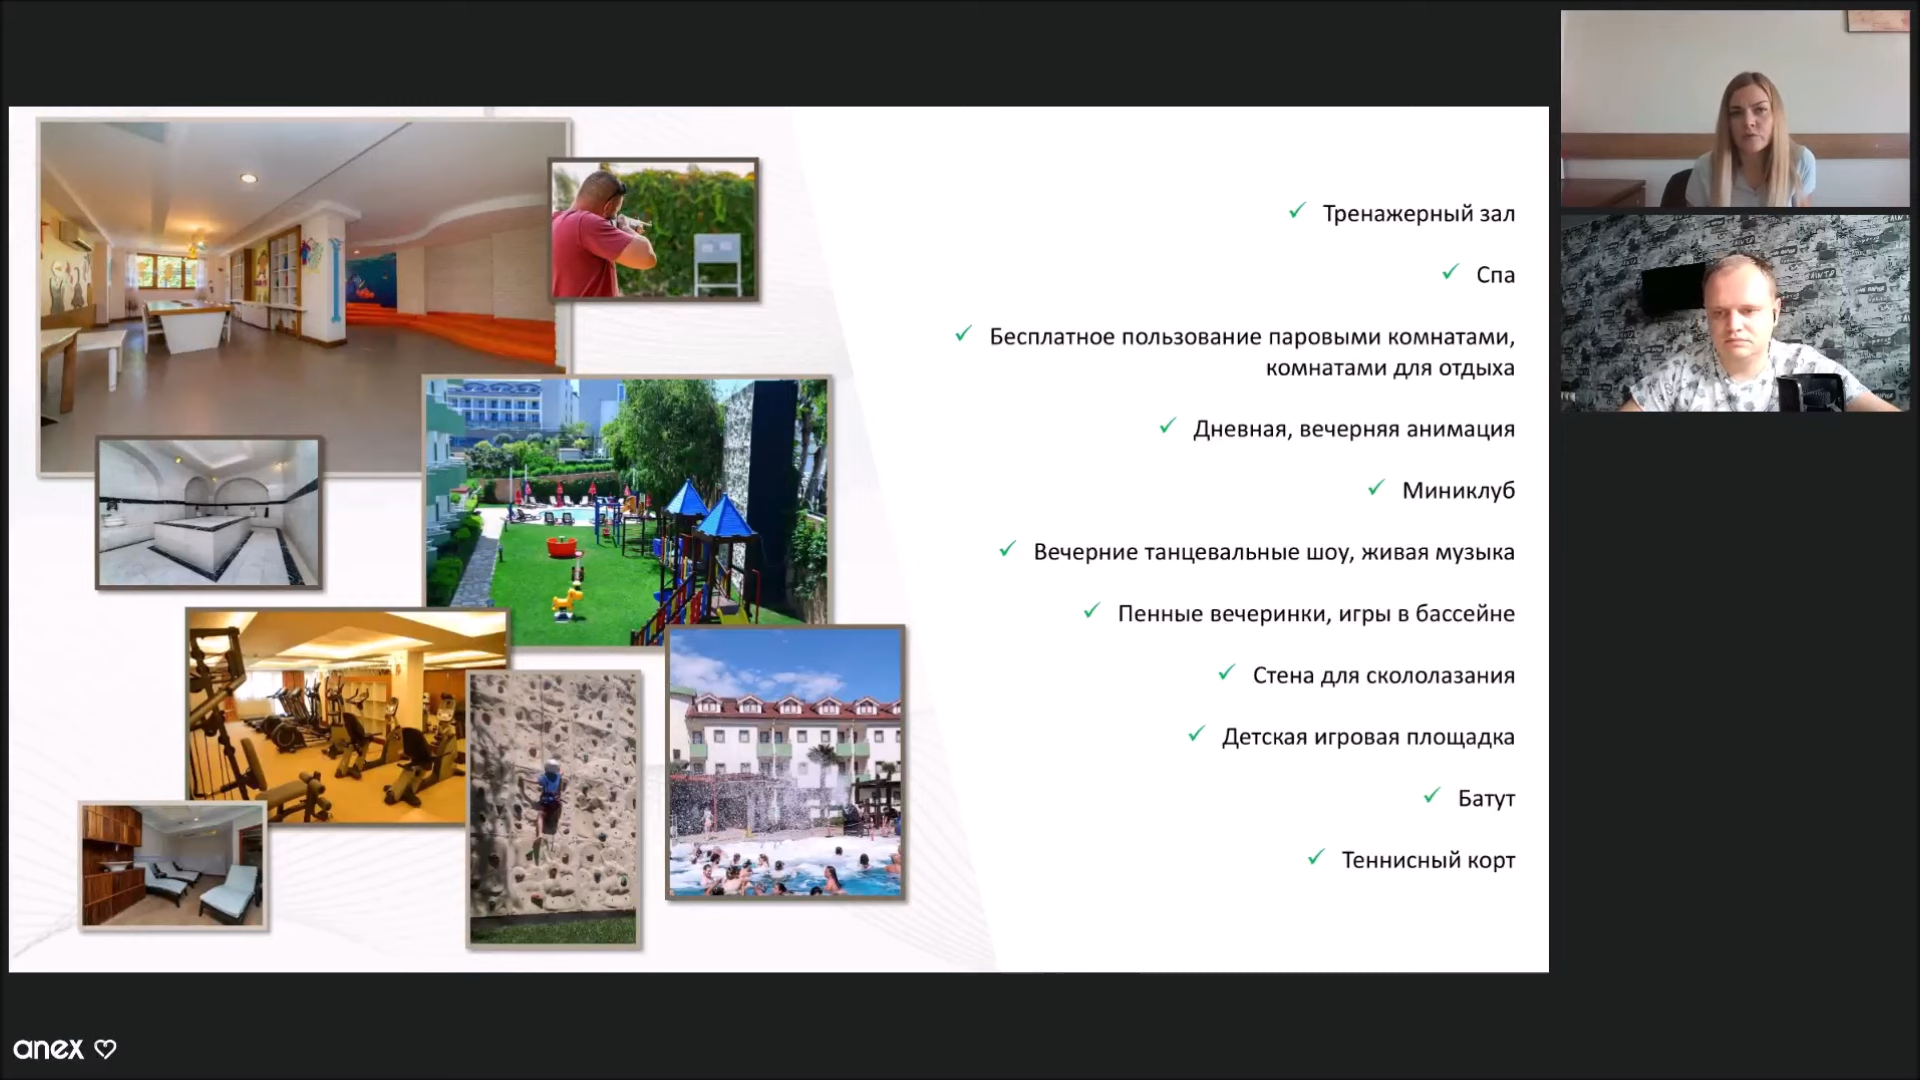 Тренажерный зал
Спа
Бесплатное пользование паровыми комнатами,
комнатами для отдыха
Дневная, вечерняя анимация
Миниклуб
Вечерние танцевальные шоу, живая музыка
Пенные вечеринки, игры в бассейне
Стена для скололазания
Детская игровая площадка
Батут
Теннисный корт
anex